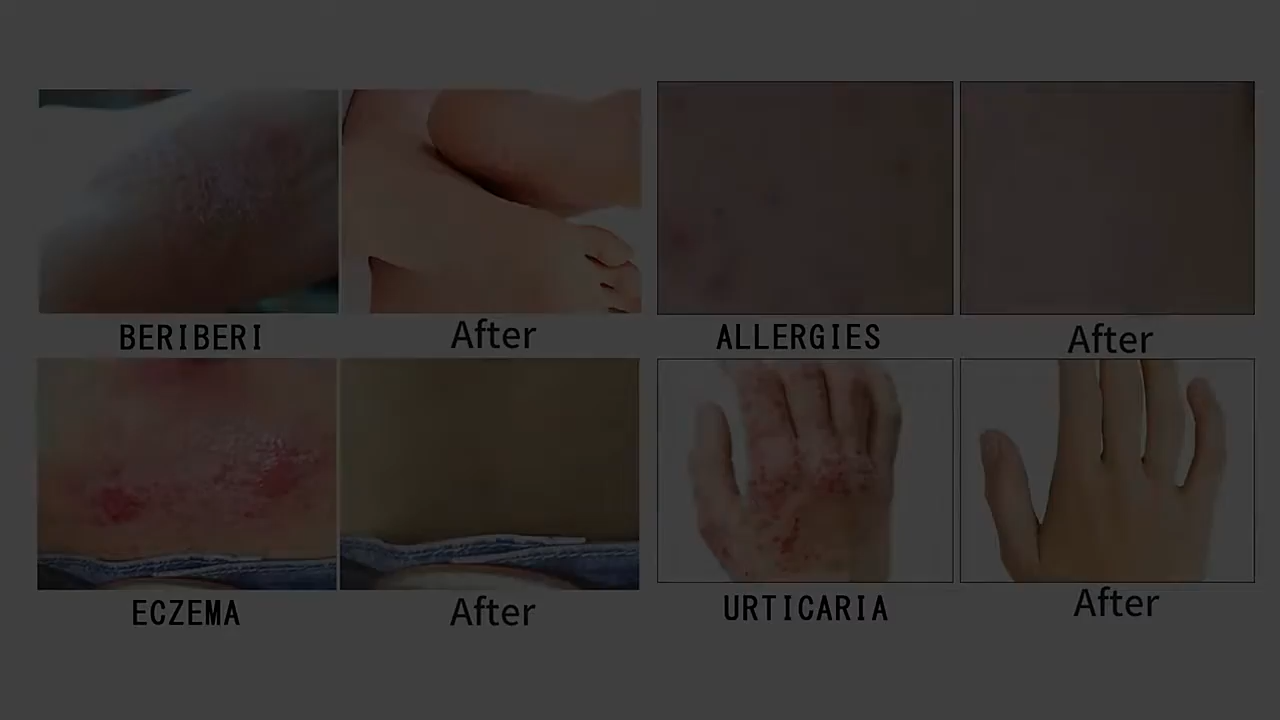 BERIBERI
After
ALLERGIES
After
ECZEMA
After
URTICARIA
After